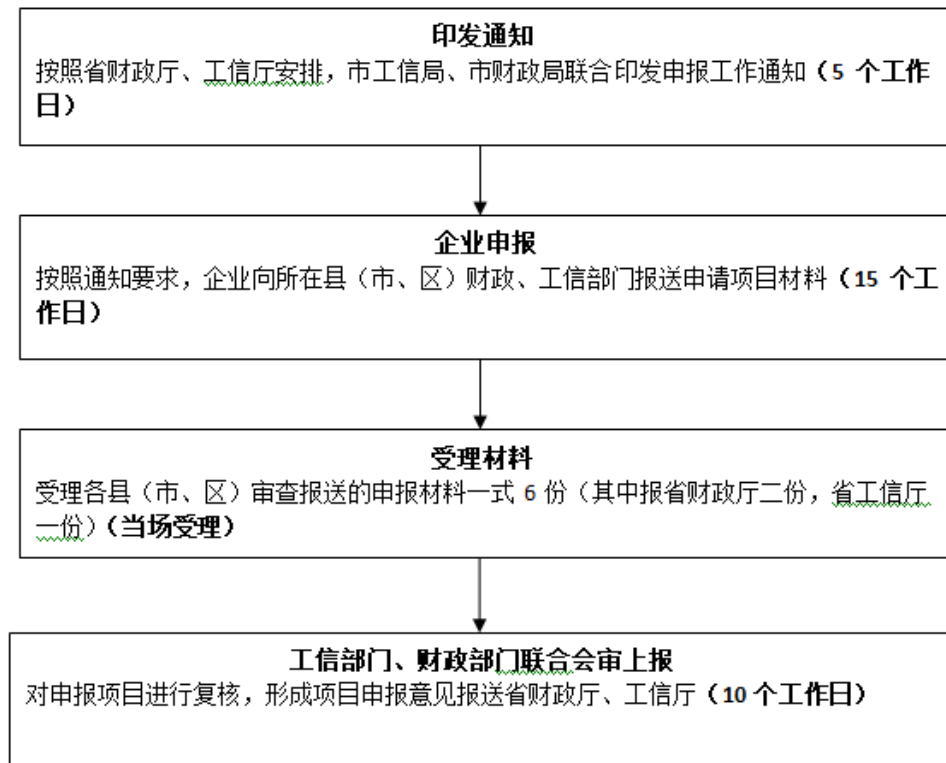 印发通知
按照省财政厅、工信厅安排，市工信局、市财政局联合印发申报工作通知（5 个工作
日）
企业申报
按照通知要求，企业向所在县（市、区）财政、工信部门报送申请项目材料（15 个工
作日）
受理材料
受理各县（市、区）审查报送的申报材料一式 6 份（其中报省财政厅二份，省工信厅
一份）（当场受理）
工信部门、财政部门联合会审上报
对申报项目进行复核，形成项目申报意见报送省财政厅、工信厅（10 个工作日）